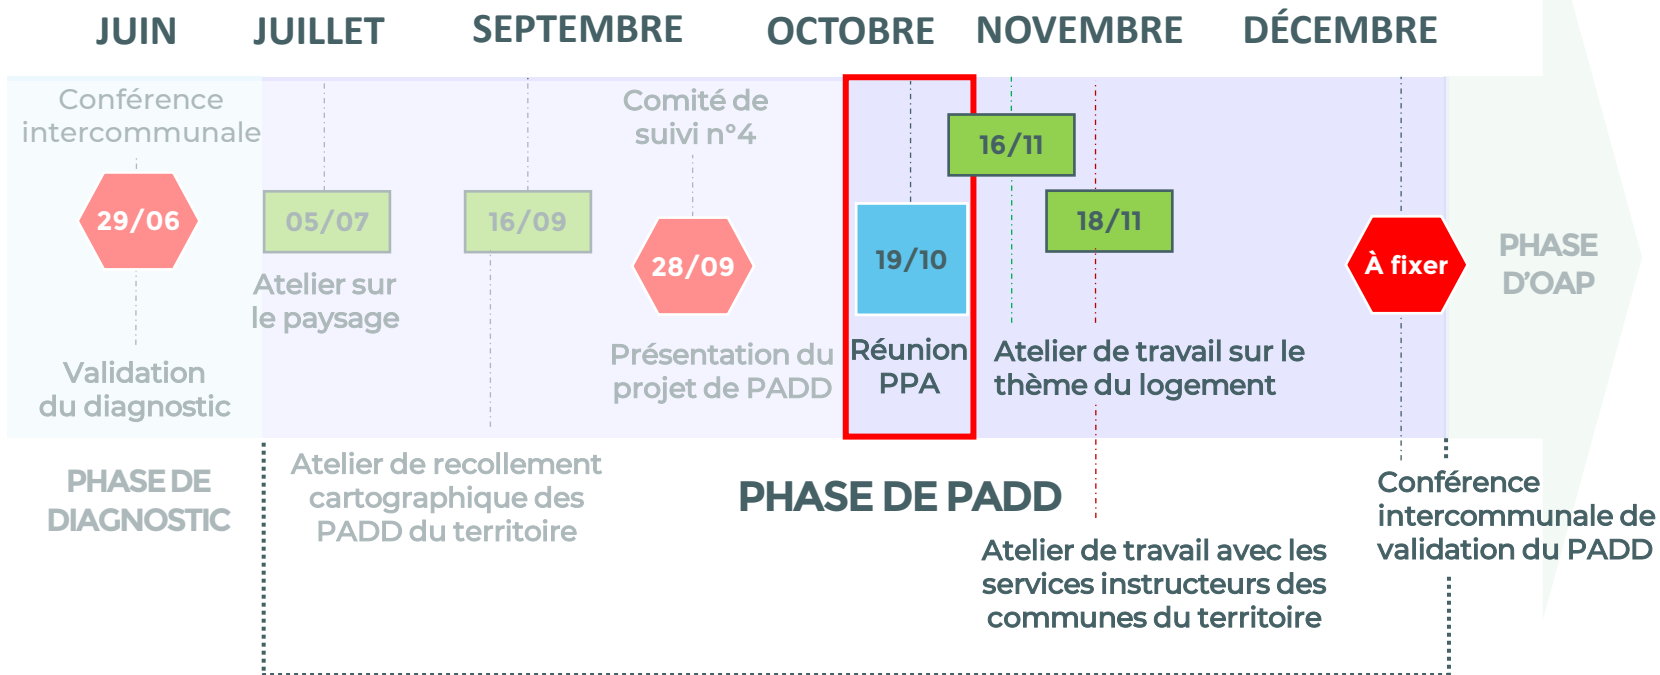 JUIN
JUILLET
SEPTEMBRE
OCTOBRE
NOVEMBRE
DÉCEMBRE
Conférence
intercommunale
29/06
Validation
du diagnostic
05/07
Atelier sur
le paysage
16/09
Atelier de recollement
cartographique des
PADD du territoire
Comité de
suivi n°4
28/09
Présentation du
projet de PADD
19/10
Réunion
PPA
16/11
Atelier de travail sur le
thème du logement
18/11
Atelier de travail avec les
services instructeurs des
communes du territoire
À fixer
Conférence
intercommunale de
validation du PADD
PHASE DE
DIAGNOSTIC
PHASE DE PADD
PHASE
D'OAP